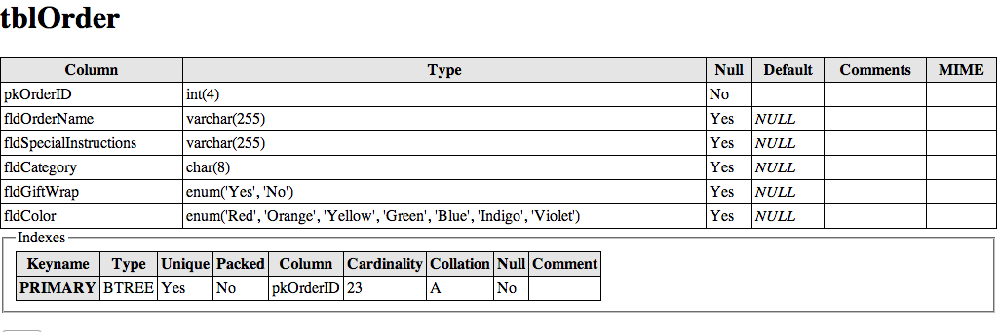 tblOrder
Column Type Null Default Comments MIME
pkOrderID int(4) No
fldOrderName varchar(255) Yes NULL
fldSpecialInstructions varchar(255) Yes NULL
fldCategory char(8) Yes NULL
fldGiftWrap enum('Yes', 'No') Yes NULL
fldColor enum('Red', 'Orange', 'Yellow', 'Green', 'Blue', 'Indigo', 'Violet') Yes NULL
Indexes
Keyname Type Unique Packed Column Cardinality Collation Null Comment
PRIMARY BTREE Yes No pkOrderID 23 A No